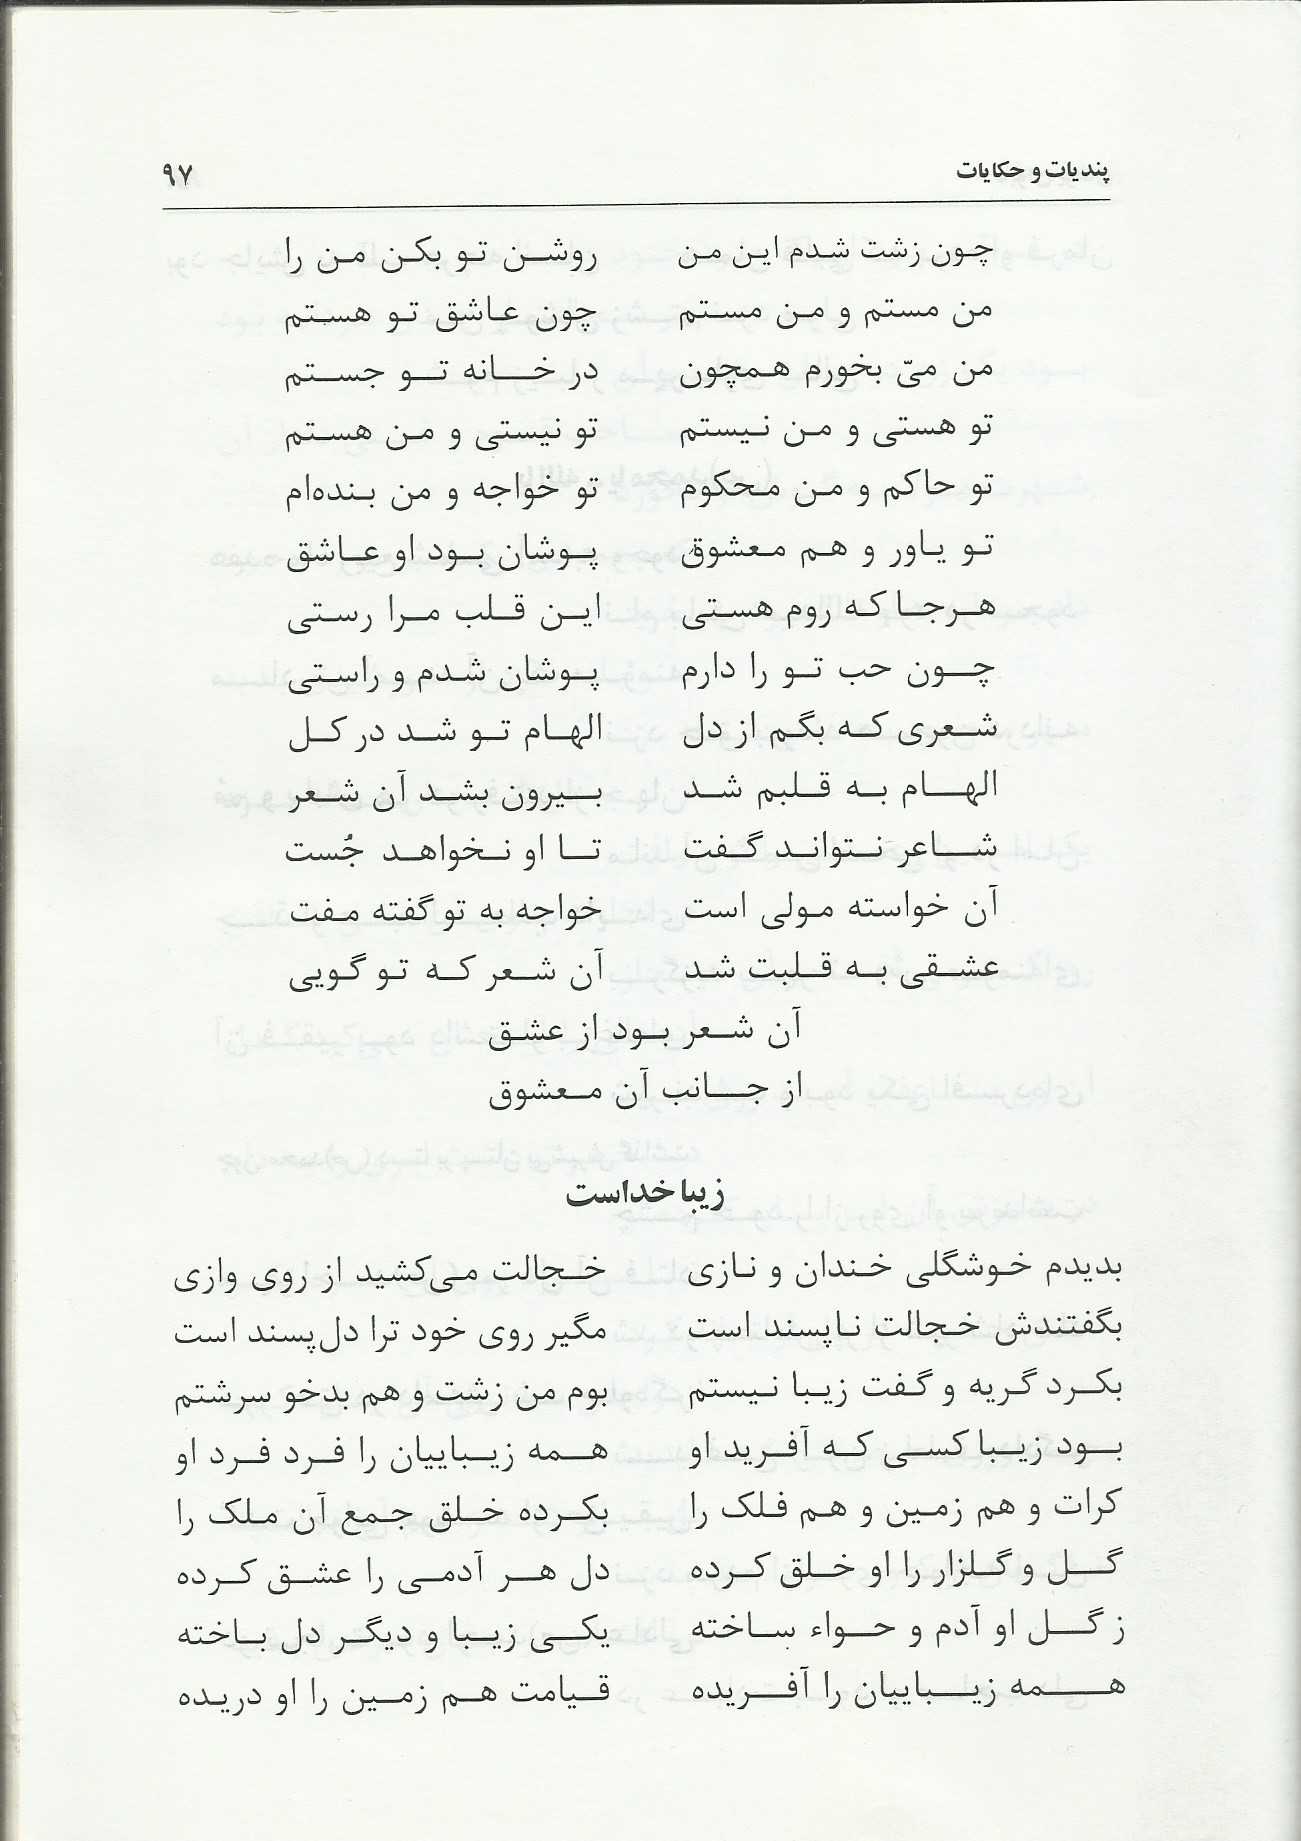 پندیات و حکایات ۹۷
چون زشت شدم این من روشن تو بکن من را
من مستم و من مستم چون عاشق تو هستم
من میّ بخورم همچون در خانه تو جستم
تو هستی و من نیستم تو نیستی و من هستم
تو حاکم و من محکوم تو خواجه و من بنده‌ام
تو یاور و هم معشوق پوشان بود او عاشق
هرجا که روم هستی این قلب مرا رستی
چون حب تو را دارم پوشان شدم و راستی
شعری که بگم از دل الهام تو شد در کل
الهام به قلبم شد بیرون بشد آن شعر
شاعر نتواند گفت تا او نخواهد جُست
آن خواسته مولی است خواجه به تو گفته مفت
عشقی به قلبت شد آن شعر که تو گویی
آن شعر بود از عشق
از جانب آن معشوق
زیبا خداست
بدیدم خوشگلی خندان و نازی خجالت می‌کشید از روی وازی
بگفتندش خجالت ناپسند است مگیر روی خود ترا دل‌پسند است
بکرد گریه و گفت زیبا نیستم بوم من زشت و هم بدخو سرشتم
بود زیبا کسی که آفرید او همه زیباییان را فرد فرد او
کرات و هم زمین و هم فلک را بکرده خلق جمع آن ملک را
گل و گلزار را او خلق کرده دل هر آدمی را عشق کرده
ز گل او آدم و حواء ساخته یکی زیبا و دیگر دل باخته
همه زیباییان را آفریده قیامت هم زمین را او دریده